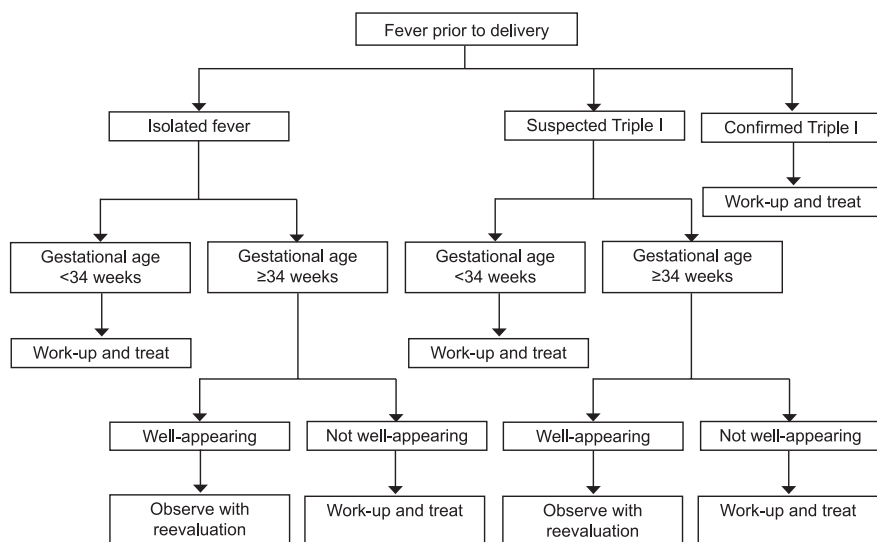 Fever prior to delivery
Isolated fever
Suspected Triple I
Confirmed Triple I
Work-up and treat
Gestational age
<34 weeks
Gestational age
≥34 weeks
Gestational age
<34 weeks
Gestational age
≥34 weeks
Work-up and treat
Work-up and treat
Well-appearing
Not well-appearing
Well-appearing
Not well-appearing
Observe with
reevaluation
Work-up and treat
Observe with
reevaluation
Work-up and treat